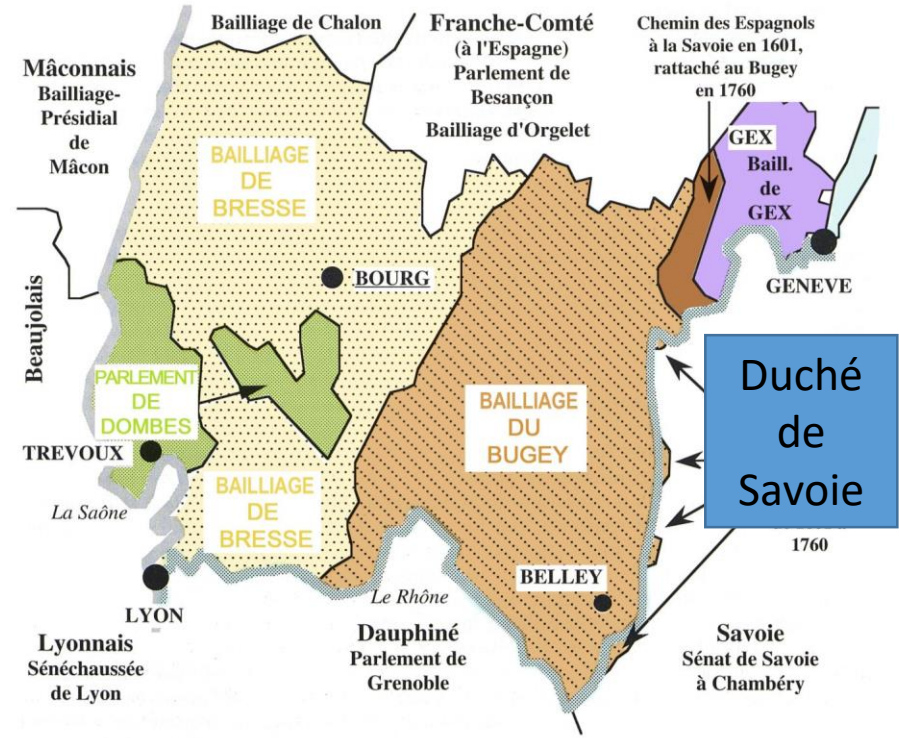 Bailliage de Chalon
Franche-Comté
(à l'Espagne)
Parlement de
Besançon
Bailliage d'Orgelet
Chemin des Espagnols
à la Savoie en 1601,
rattaché au Bugey
en 1760
Mâconnais
Bailliage-
Présidial
de
Mâcon
BAILLIAGE
DE
BRESSE
GEX
Baill.
de
GEX
BOURG
GENEVE
Beaujolais
PARLEMENT
DE
DOMBES
TREVOUX
BAILLIAGE
DU
BUGEY
Duché
de
Savoie
1760
La Saône
BAILLIAGE
DE
BRESSE
LYON
Le Rhône
BELLEY
Lyonnais
Sénéchaussée
de Lyon
Dauphiné
Parlement de
Grenoble
Savoie
Sénat de Savoie
à Chambéry